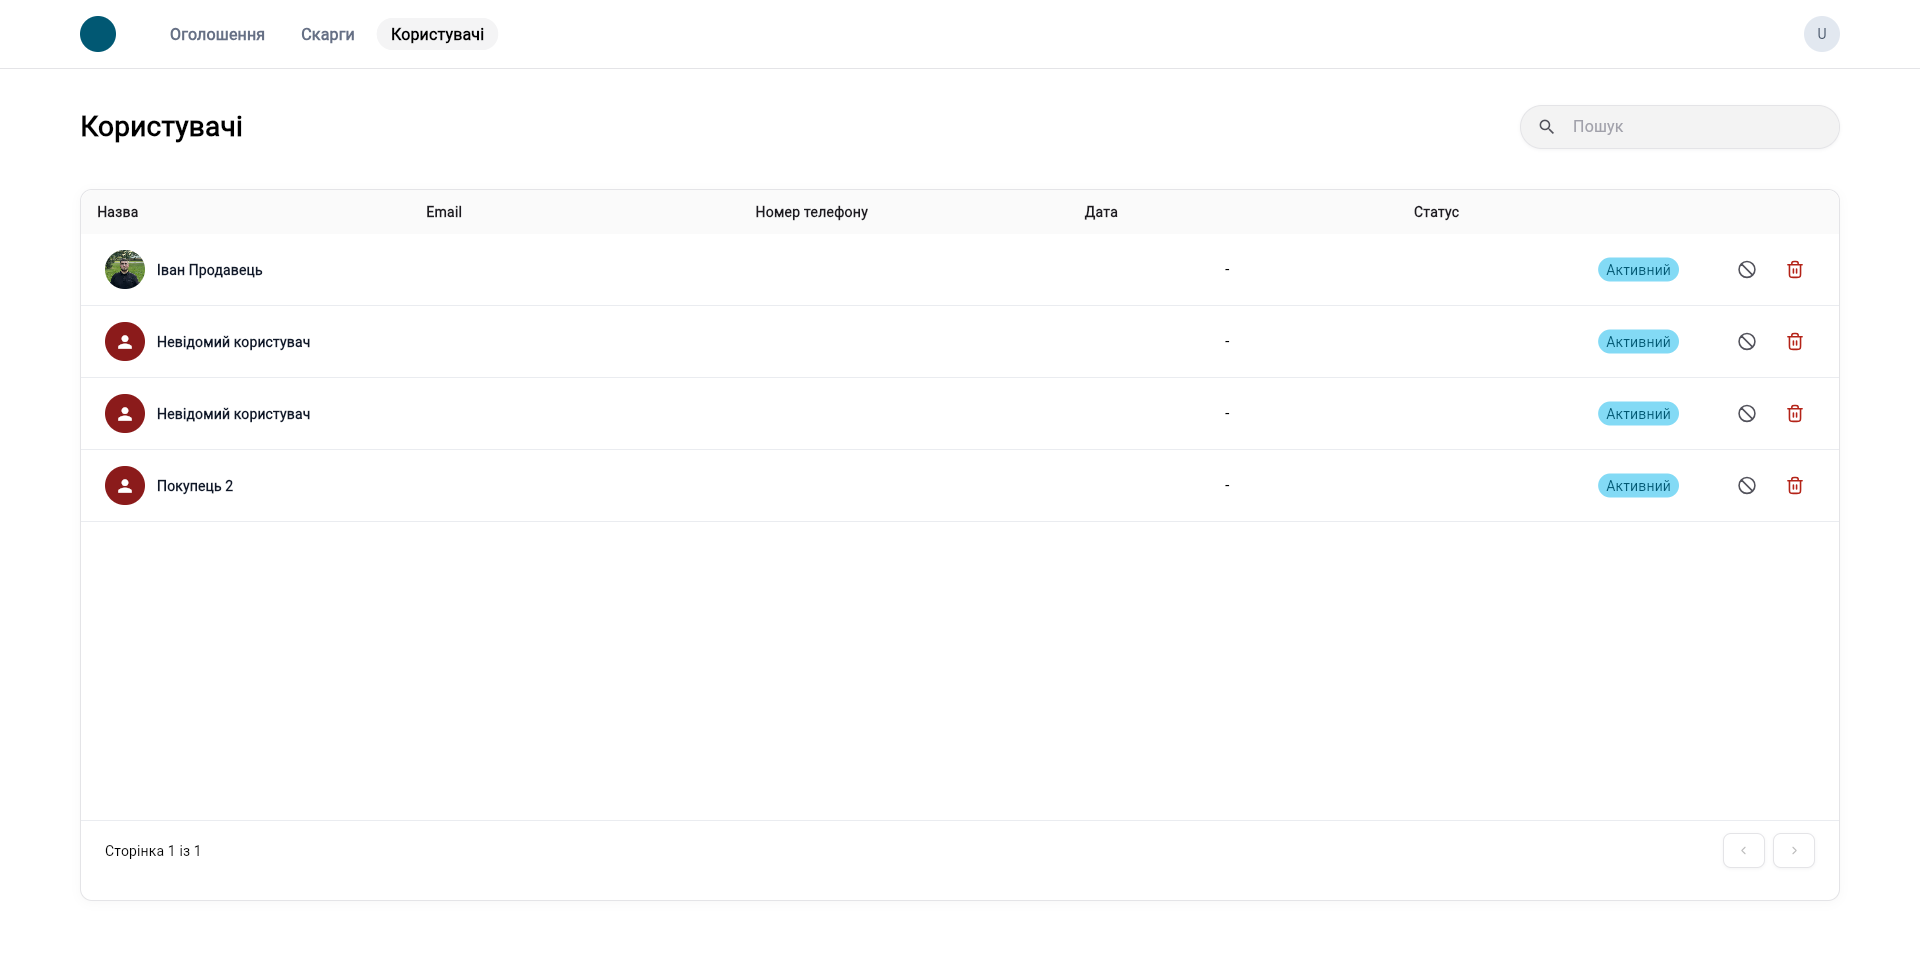 Оголошення Скарги Користувачі U
Користувачі Пошук
Назва Email Номер телефону Дата Статус
Іван Продавець - Активний
Невідомий користувач - Активний
Невідомий користувач - Активний
Покупець 2 - Активний
Сторінка 1 із 1